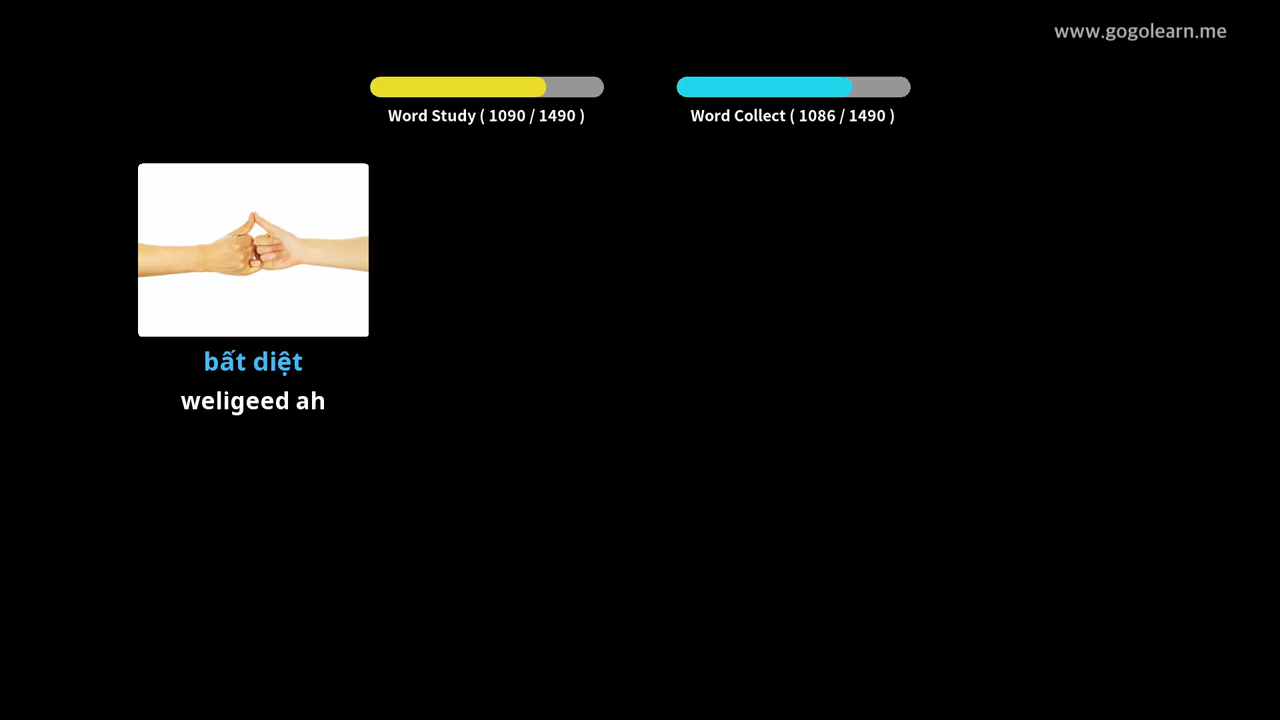 www.gogolearn.me
Word Study ( 1090 / 1490 )
Word Collect ( 1086 / 1490 )
bất diệt
weligeed ah